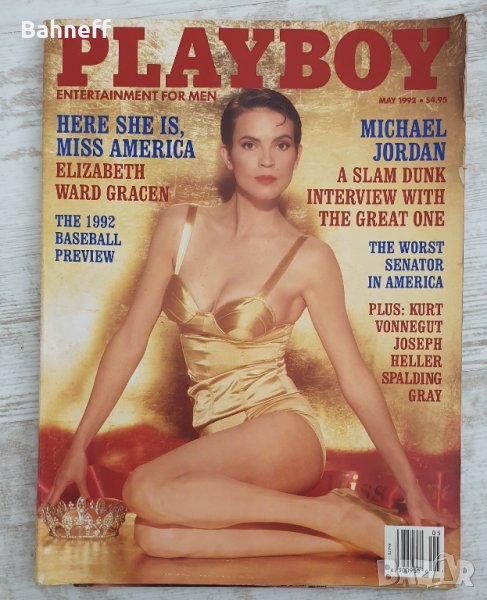 Bahneff
PLAYBOY
ENTERTAINMENT FOR MEN
MAY 1992 • $4.95
HERE SHE IS,
MISS AMERICA
ELIZABETH
WARD GRACEN
THE 1992
BASEBALL
PREVIEW
MICHAEL
JORDAN
A SLAM DUNK
INTERVIEW WITH
THE GREAT ONE
THE WORST
SENATOR
IN AMERICA
PLUS: KURT
VONNEGUT
JOSEPH
HELLER
SPALDING
GRAY
05